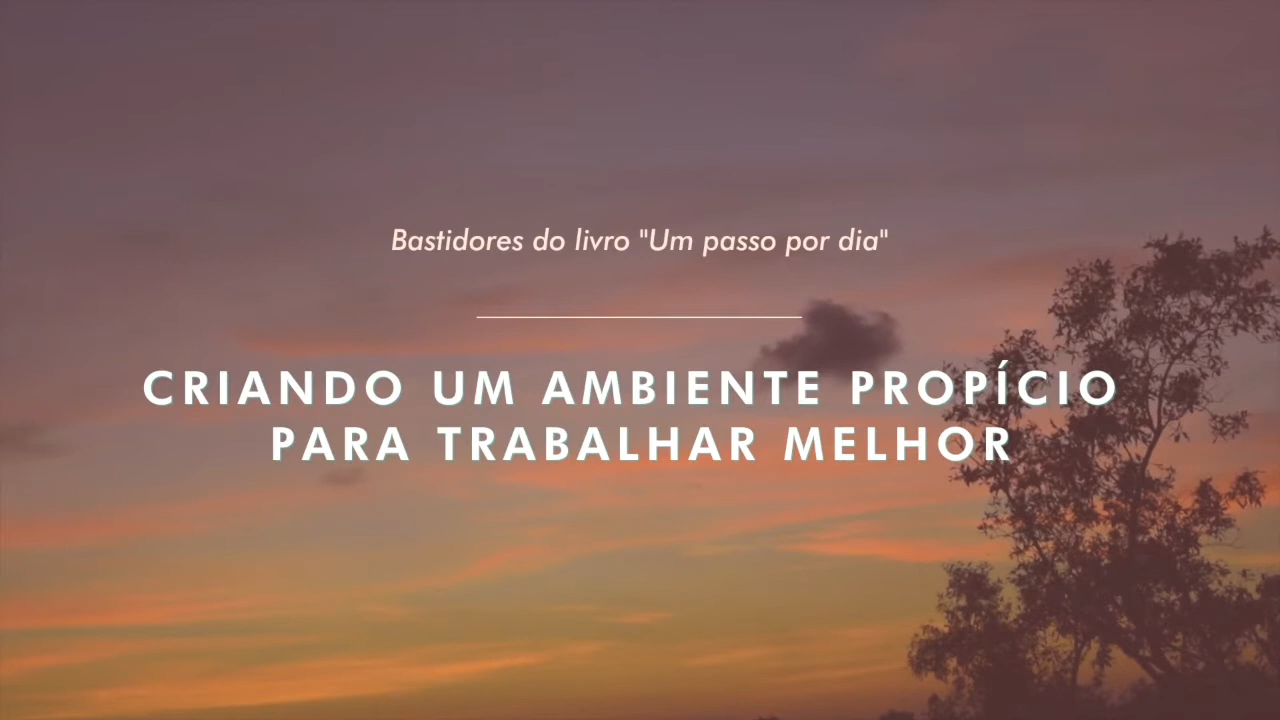 Bastidores do livro "Um passo por dia"
CRIANDO UM AMBIENTE PROPÍCIO
PARA TRABALHAR MELHOR